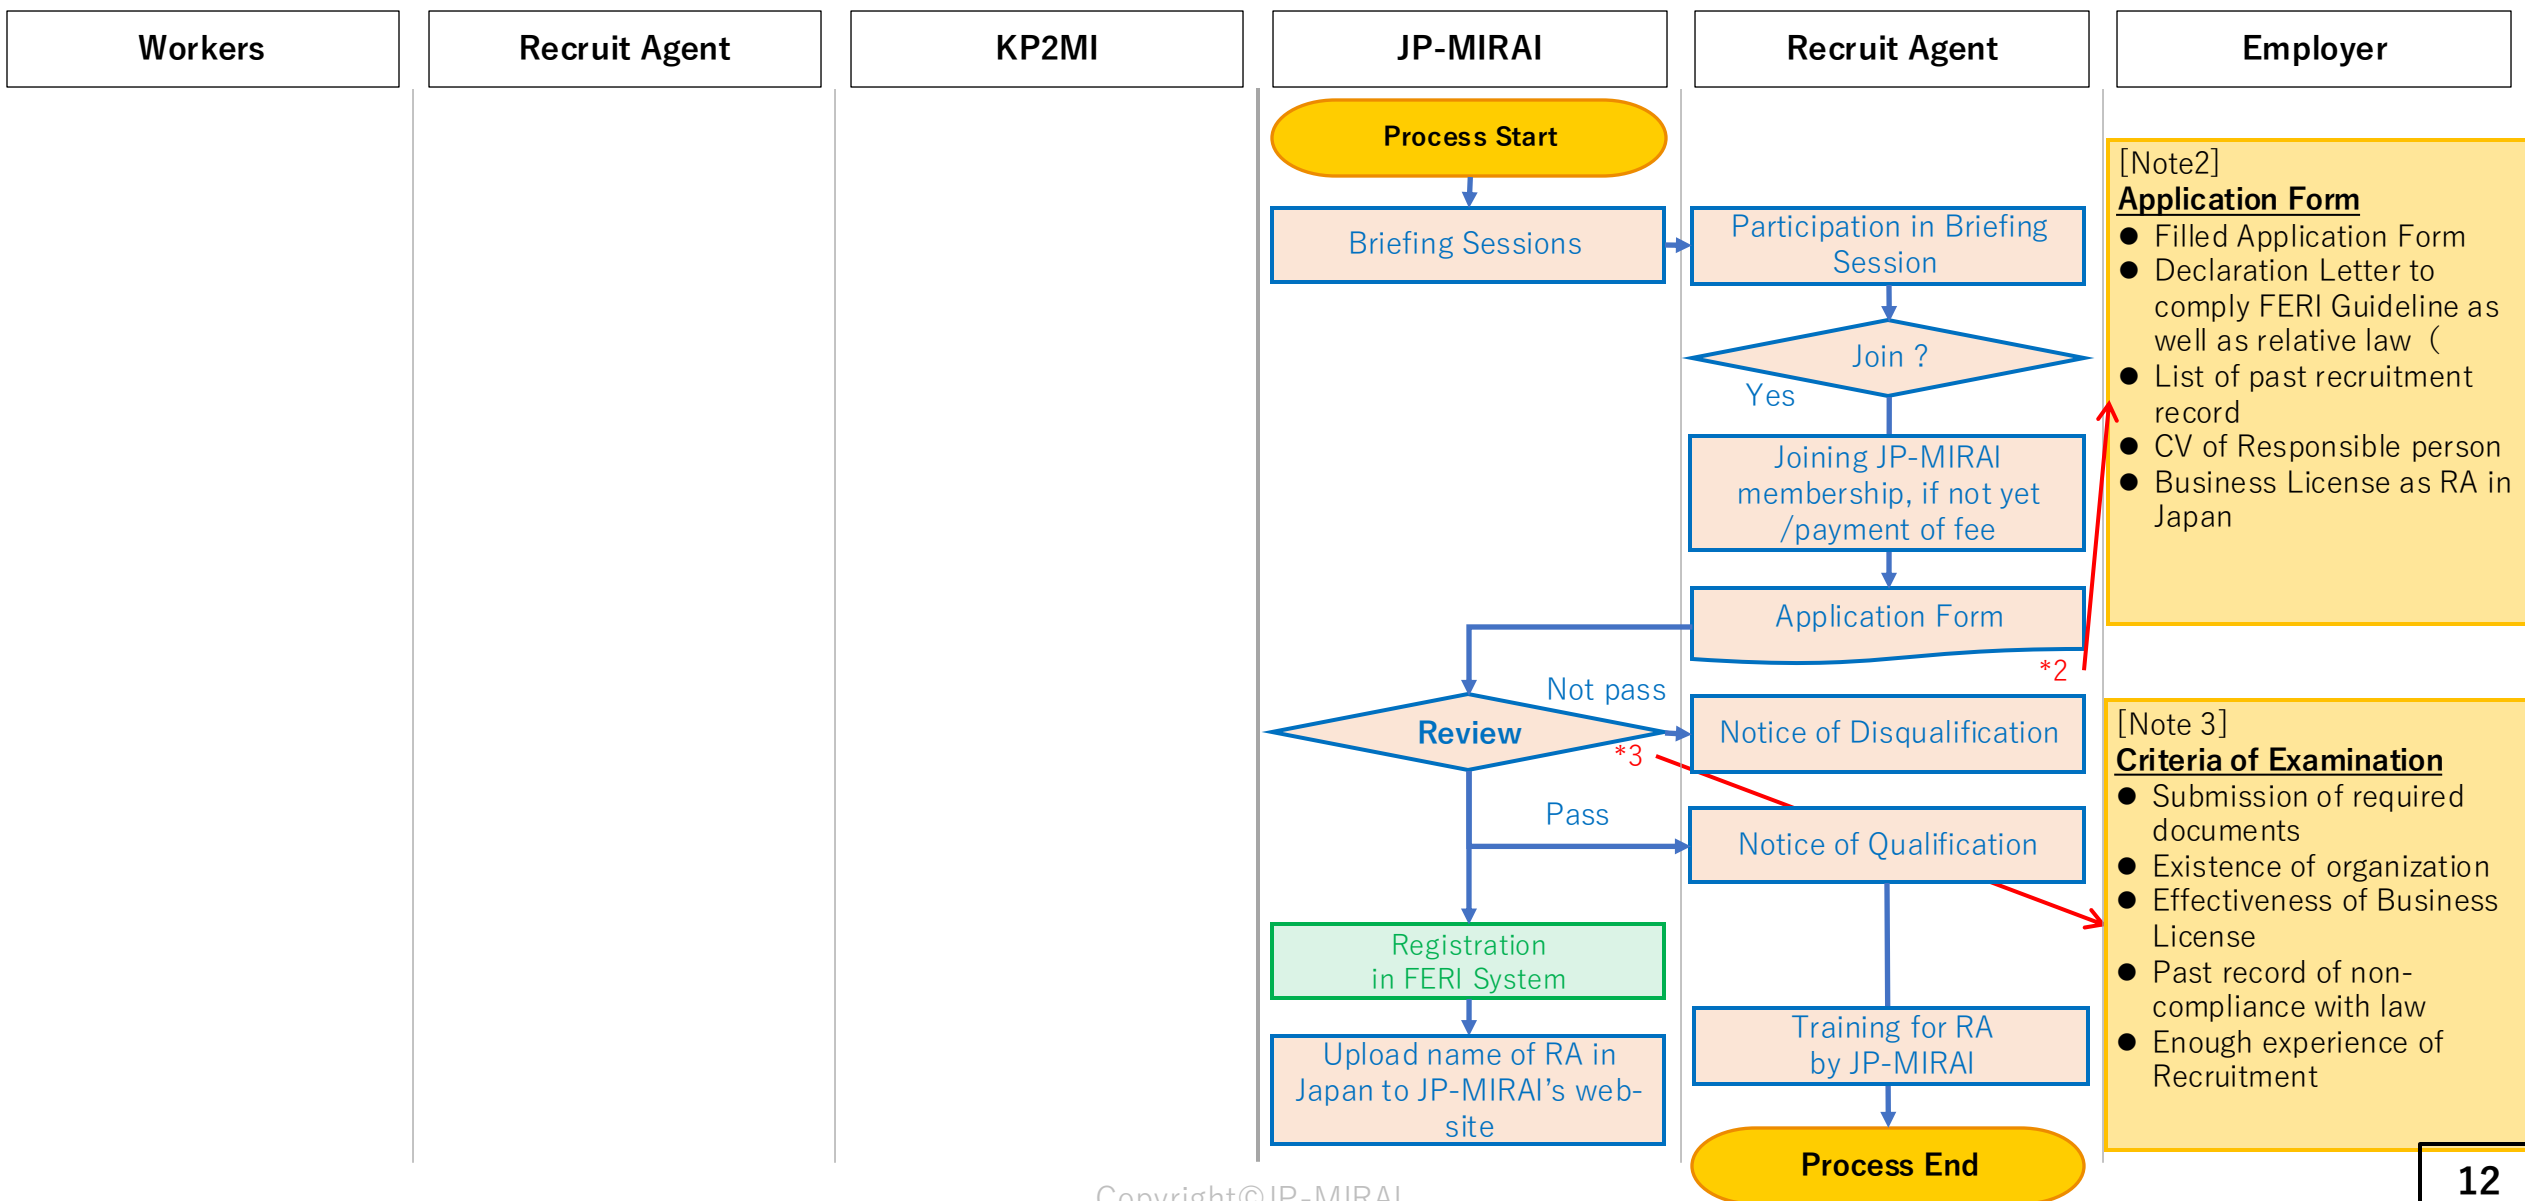 Workers
Recruit Agent
KP2MI
JP-MIRAI
Recruit Agent
Employer
Process Start
Briefing Sessions
Participation in Briefing
Session
Join ?
Yes
Joining JP-MIRAI
membership, if not yet
/payment of fee
Application Form
*2
Not pass
Review
*3
Notice of Disqualification
Pass
Notice of Qualification
Registration
in FERI System
Upload name of RA in
Japan to JP-MIRAI’s web-
site
Training for RA
by JP-MIRAI
Process End
[Note2]
Application Form
● Filled Application Form
● Declaration Letter to
comply FERI Guideline as
well as relative law（
● List of past recruitment
record
● CV of Responsible person
● Business License as RA in
Japan
[Note 3]
Criteria of Examination
● Submission of required
documents
● Existence of organization
● Effectiveness of Business
License
● Past record of non-
compliance with law
● Enough experience of
Recruitment
Copyright©JP-MIRAI
12